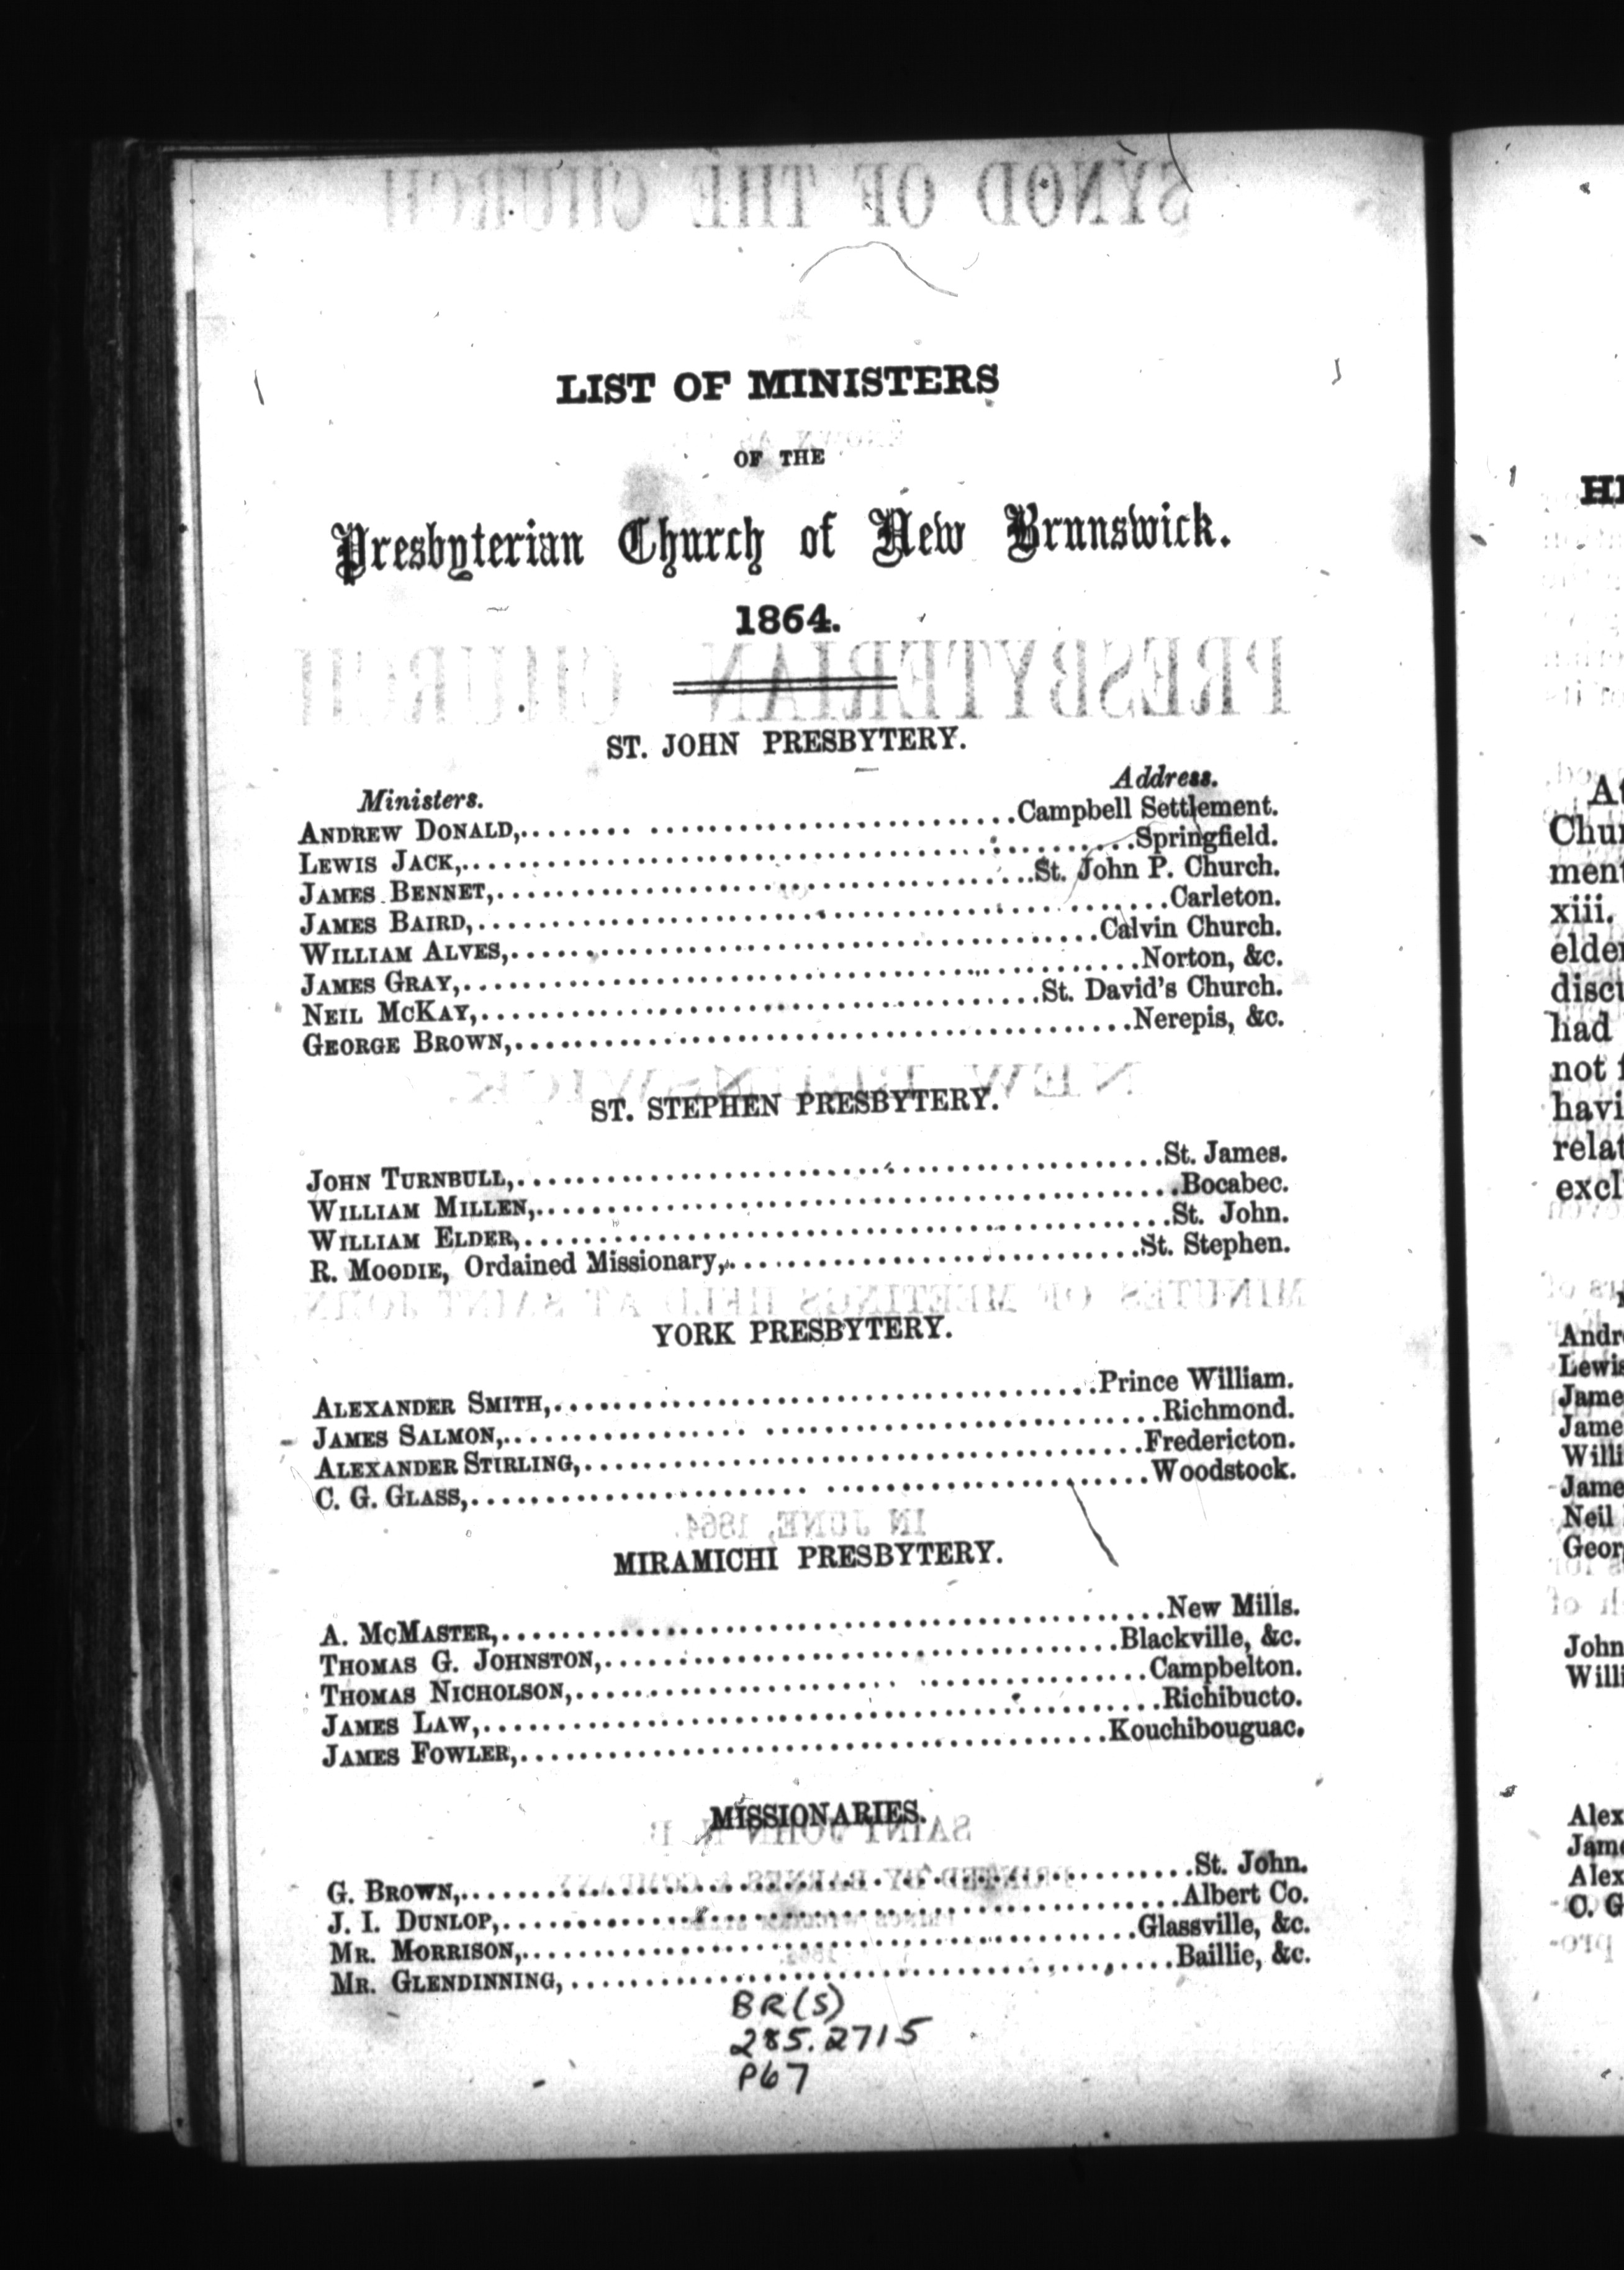 LIST OF MINISTERS
OF THE
Presbyterian Church of New Brunswick.
1864.
ST. JOHN PRESBYTERY.
Ministers. Address.
ANDREW DONALD,........ ........................Campbell Settlement.
LEWIS JACK,............................................Springfield.
JAMES BENNET,....................................St. John P. Church.
JAMES BAIRD,..............................................Carleton.
WILLIAM ALVES,.......................................Calvin Church.
JAMES GRAY,.............................................Norton, &c.
NEIL MCKAY,.....................................St. David's Church.
GEORGE BROWN,.........................................Nerepis, &c.
ST. STEPHEN PRESBYTERY.
JOHN TURNBULL,...........................................St. James.
WILLIAM MILLEN,...........................................Bocabec.
WILLIAM ELDER,...........................................St. John.
R. MOODIE, Ordained Missionary,............................St. Stephen.
YORK PRESBYTERY.
ALEXANDER SMITH,.....................................Prince William.
JAMES SALMON,................. ...........................Richmond.
ALEXANDER STIRLING,......................................Fredericton.
C. G. GLASS,....................... ......................Woodstock.
MIRAMICHI PRESBYTERY.
A. MCMASTER,.............................................New Mills.
THOMAS G. JOHNSTON,...................................Blackville, &c.
THOMAS NICHOLSON,...................... ................Campbelton.
JAMES LAW,..............................................Richibucto.
JAMES FOWLER,........................................Kouchibouguac.
MISSIONARIES.
G. BROWN,.................................................St. John.
J. I. DUNLOP,............................................Albert Co.
MR. MORRISON,.........................................Glassville, &c.
MR. GLENDINNING,........................................Baillie, &c.
BR(S)
285.2715
P67